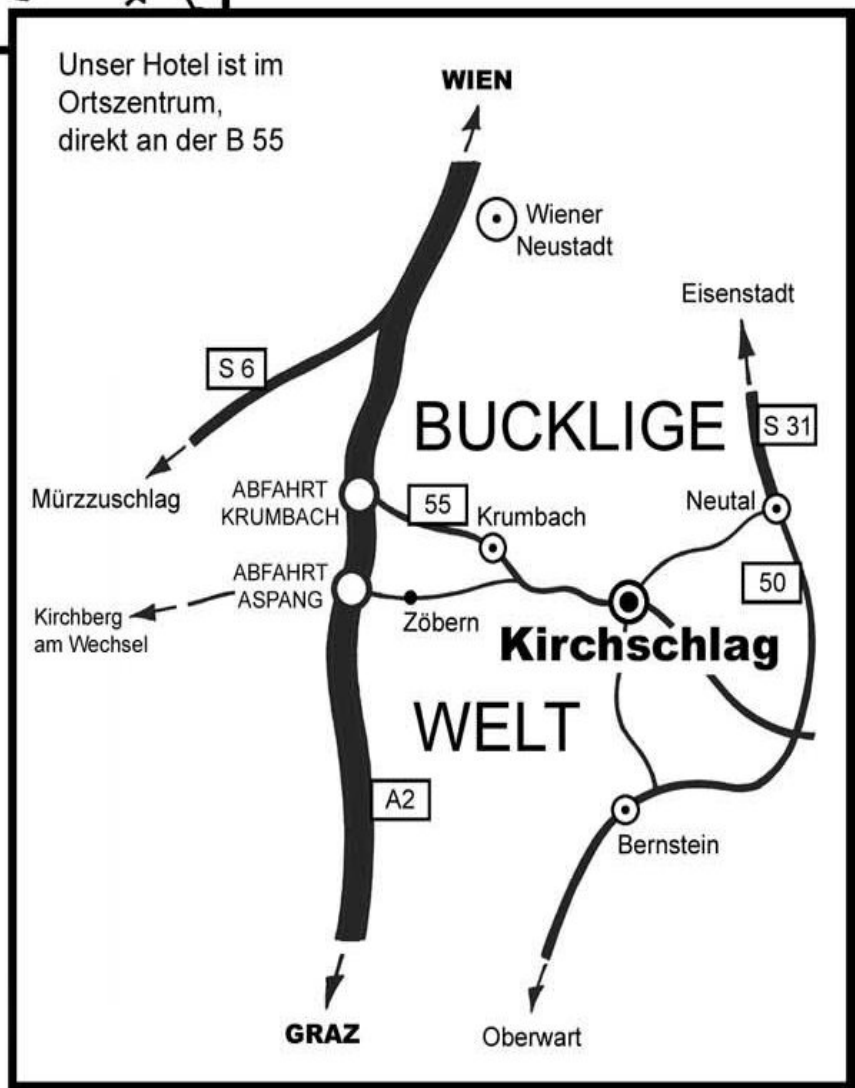 Unser Hotel ist im
Ortszentrum,
direkt an der B 55
WIEN
Wiener
Neustadt
Eisenstadt
S 6
BUCKLIGE
S 31
Mürzzuschlag
ABFAHRT
KRUMBACH
55
Krumbach
Neutal
ABFAHRT
ASPANG
50
Kirchberg
am Wechsel
Zöbern
Kirchschlag
WELT
A2
Bernstein
GRAZ
Oberwart